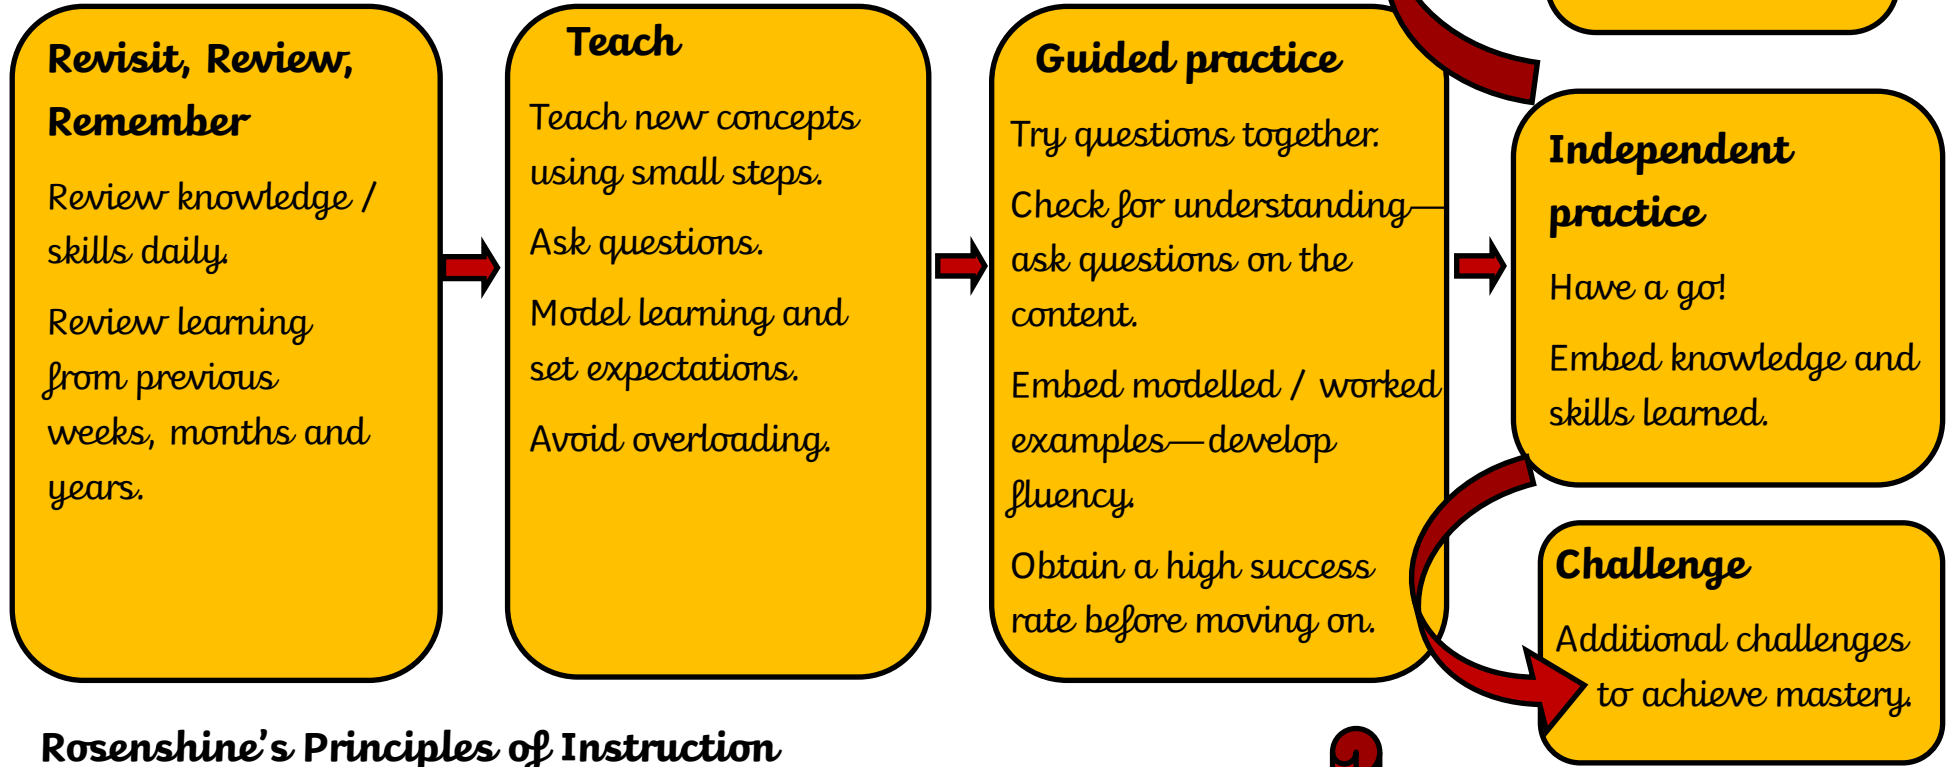 Revisit, Review,
Remember
Review knowledge /
skills daily.
Review learning
from previous
weeks, months and
years.
Teach
Teach new concepts
using small steps.
Ask questions.
Model learning and
set expectations.
Avoid overloading.
Guided practice
Try questions together.
Check for understanding—
ask questions on the
content.
Embed modelled / worked
examples—develop
fluency.
Obtain a high success
rate before moving on.
Independent
practice
Have a go!
Embed knowledge and
skills learned.
Challenge
Additional challenges
to achieve mastery.
Rosenshine's Principles of Instruction